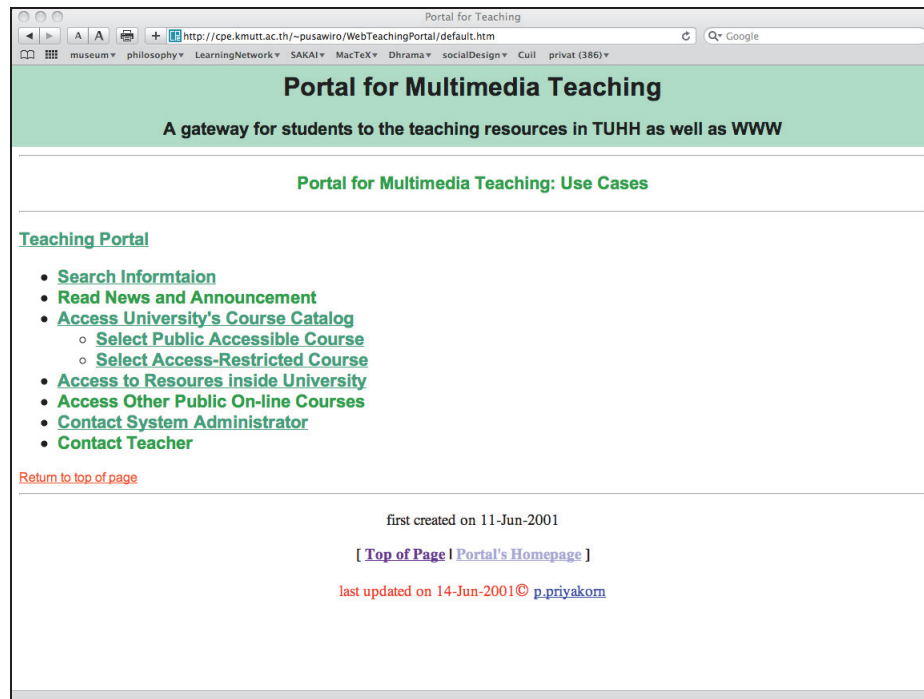 Portal for Teaching
A A + http://cpe.kmutt.ac.th/~pusawiro/WebTeachingPortal/default.htm Google
museum philosophy LearningNetwork SAKAI MacTeX Dhrama socialDesign Cuil privat (386)
Portal for Multimedia Teaching
A gateway for students to the teaching resources in TUHH as well as WWW
Portal for Multimedia Teaching: Use Cases
Teaching Portal
• Search Informtaion
• Read News and Announcement
• Access University's Course Catalog
◦ Select Public Accessible Course
◦ Select Access-Restricted Course
• Access to Resoures inside University
• Access Other Public On-line Courses
• Contact System Administrator
• Contact Teacher
Return to top of page
first created on 11-Jun-2001
[ Top of Page | Portal's Homepage ]
last updated on 14-Jun-2001© p.priyakorn